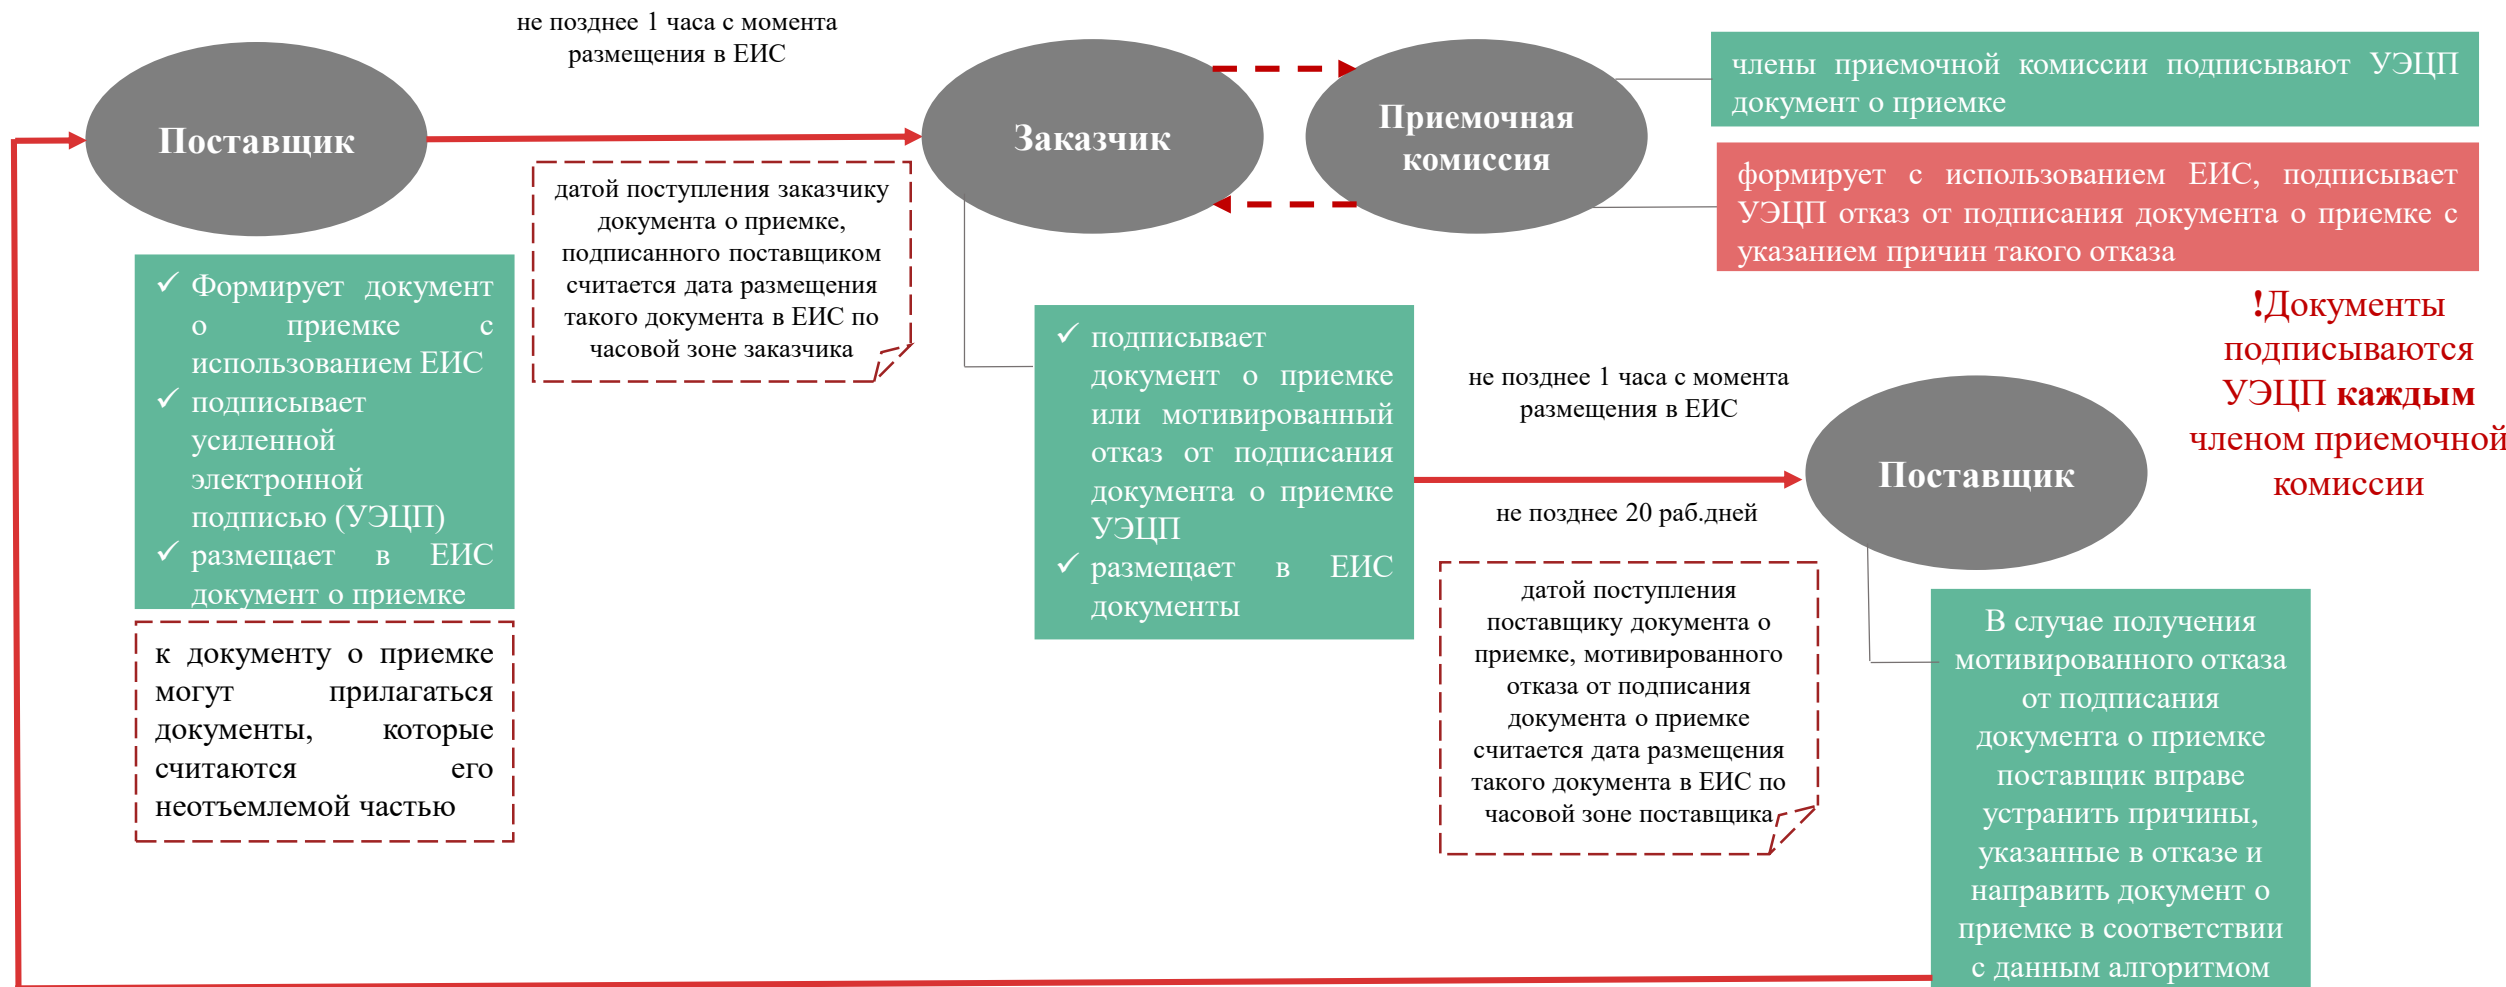 не позднее 1 часа с момента
размещения в ЕИС
Поставщик
Заказчик
Приемочная
комиссия
члены приемочной комиссии подписывают УЭЦП
документ о приемке
формирует с использованием ЕИС, подписывает
УЭЦП отказ от подписания документа о приемке с
указанием причин такого отказа
!Документы
подписываются
УЭЦП каждым
членом приемочной
комиссии
датой поступления заказчику
документа о приемке,
подписанного поставщиком
считается дата размещения
такого документа в ЕИС по
часовой зоне заказчика
✓ Формирует документ
о приемке с
использованием ЕИС
✓ подписывает
усиленной
электронной
подписью (УЭЦП)
✓ размещает в ЕИС
документ о приемке
к документу о приемке
могут прилагаться
документы, которые
считаются его
неотъемлемой частью
✓ подписывает
документ о приемке
или мотивированный
отказ от подписания
документа о приемке
УЭЦП
✓ размещает в ЕИС
документы
не позднее 1 часа с момента
размещения в ЕИС
не позднее 20 раб.дней
датой поступления
поставщику документа о
приемке, мотивированного
отказа от подписания
документа о приемке
считается дата размещения
такого документа в ЕИС по
часовой зоне поставщика
Поставщик
В случае получения
мотивированного отказа
от подписания
документа о приемке
поставщик вправе
устранить причины,
указанные в отказе и
направить документ о
приемке в соответствии
с данным алгоритмом